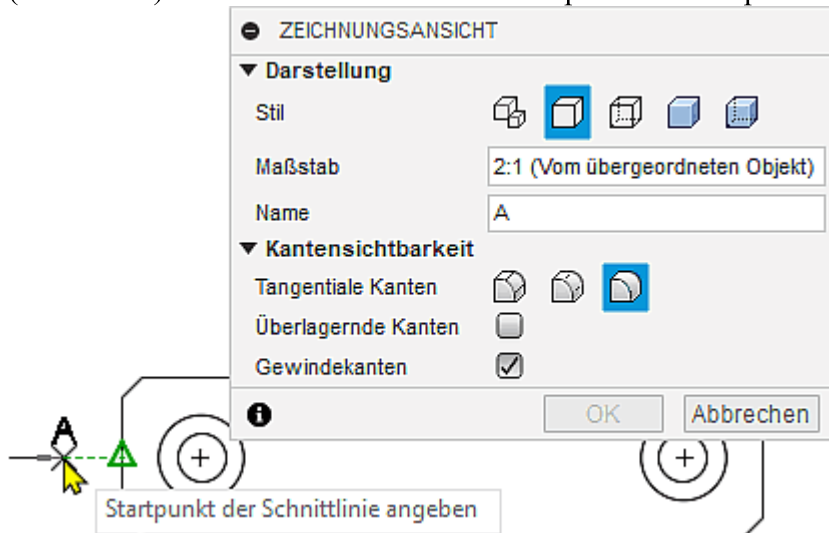 ZEICHNUNGSANSICHT
Darstellung
Stil
Maßstab 2:1 (Vom übergeordneten Objekt)
Name A
Kantensichtbarkeit
Tangentiale Kanten
Überlagernde Kanten
Gewindekanten
OK Abbrechen
A
Startpunkt der Schnittlinie angeben